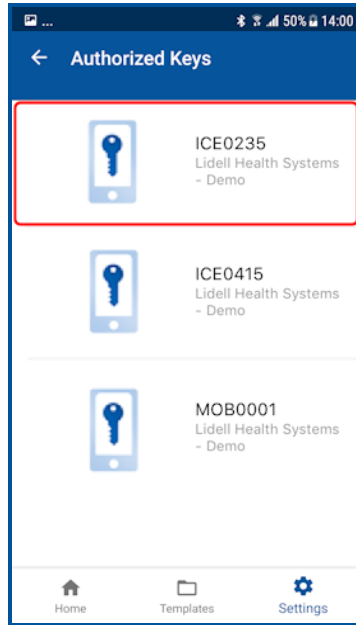 ... 50% 14:00
Authorized Keys
ICE0235
Lidell Health Systems
- Demo
ICE0415
Lidell Health Systems
- Demo
MOB0001
Lidell Health Systems
- Demo
Home Templates Settings